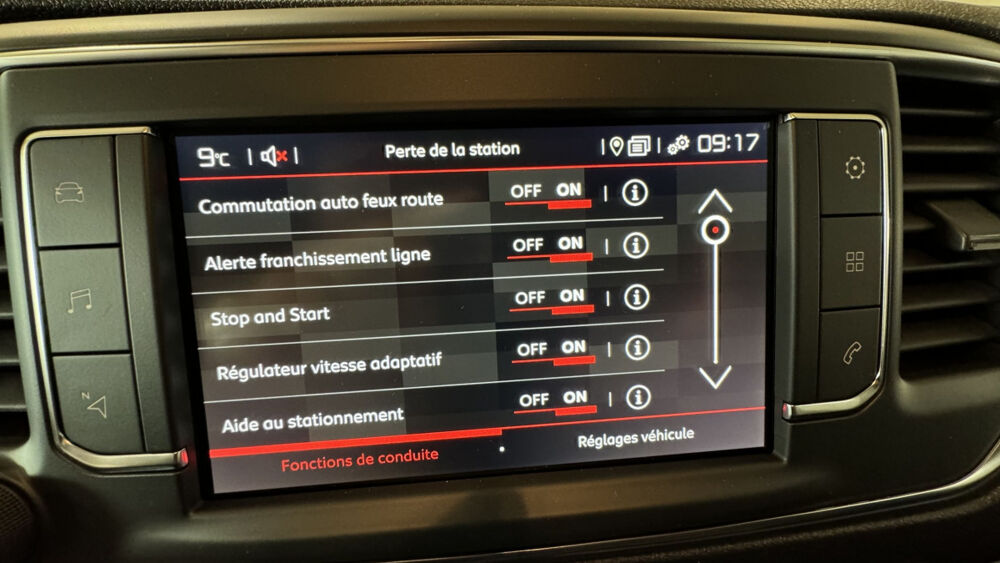 9°C Perte de la station 09:17
Commutation auto feux route OFF ON
Alerte franchissement ligne OFF ON
Stop and Start OFF ON
Régulateur vitesse adaptatif OFF ON
Aide au stationnement OFF ON
Fonctions de conduite Réglages véhicule
N